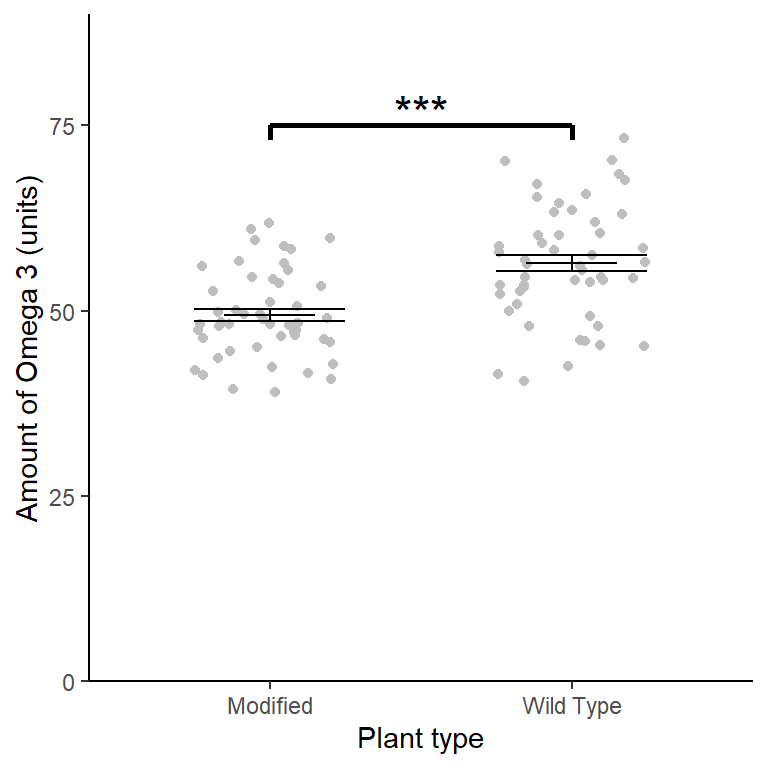 ***
75
50
25
0
Amount of Omega 3 (units)
Modified
Wild Type
Plant type